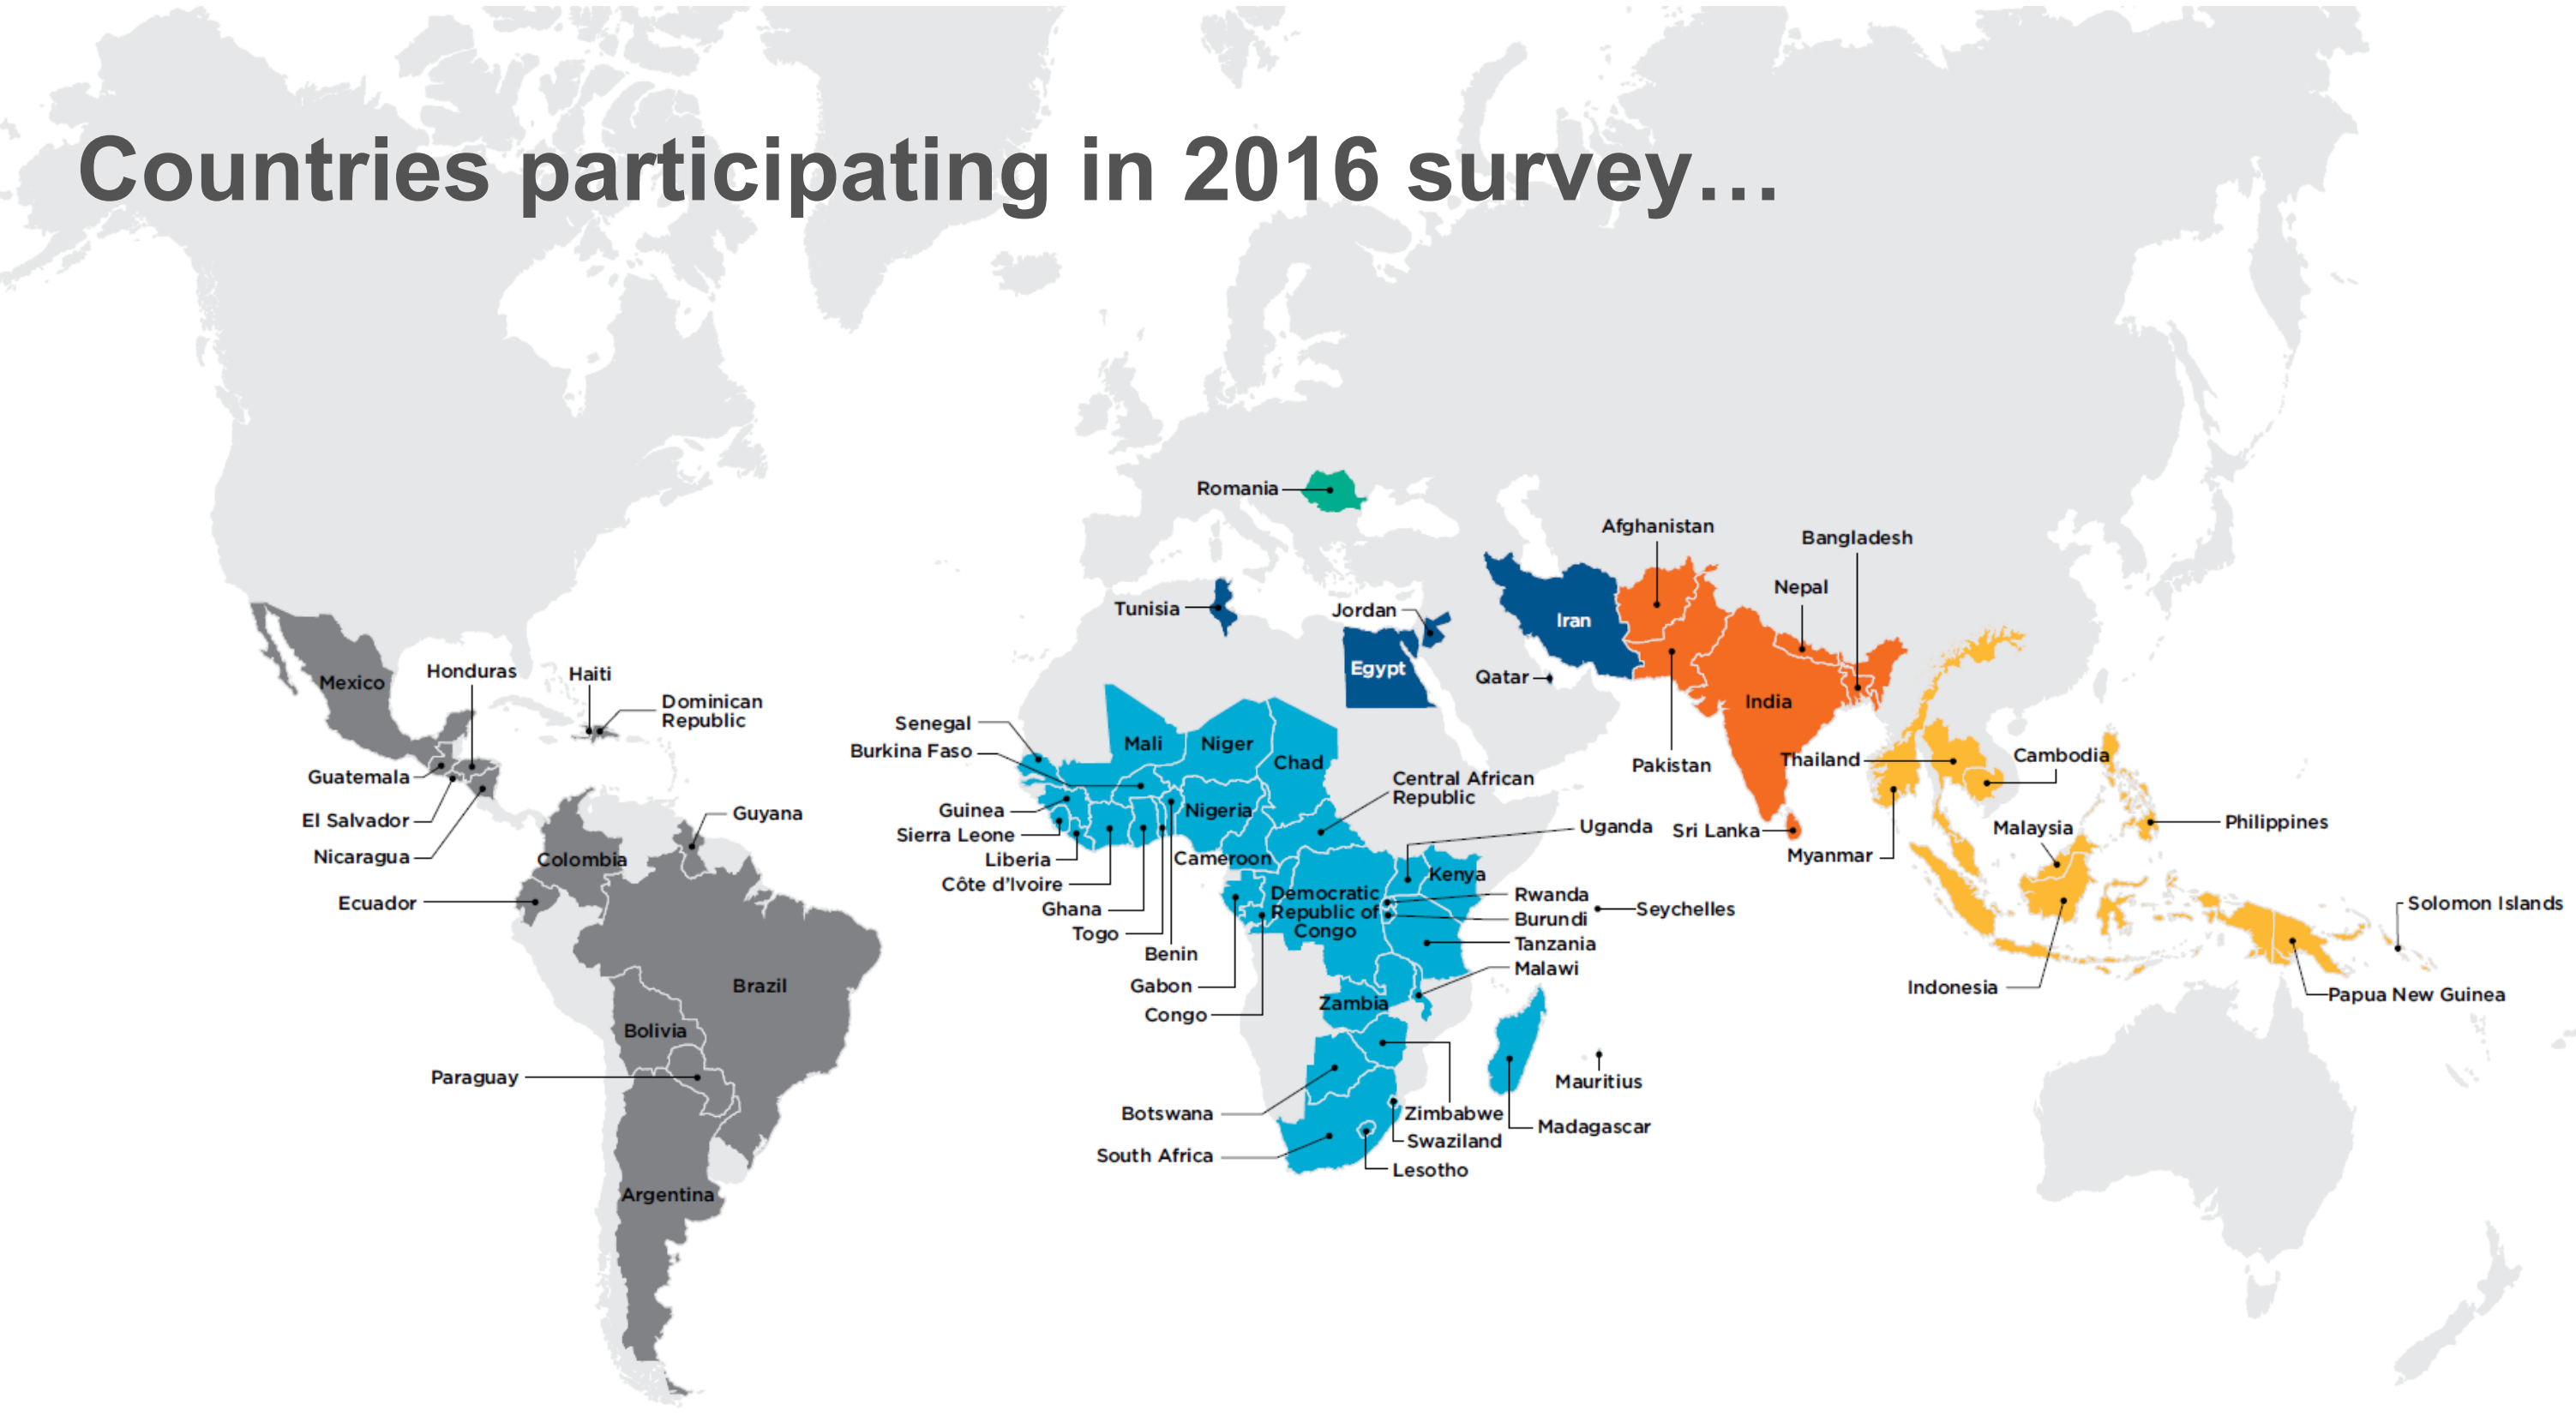 Countries participating in 2016 survey…
Romania
Afghanistan
Bangladesh
Nepal
Tunisia
Jordan
Iran
Egypt
Qatar
India
Pakistan
Sri Lanka
Mexico
Honduras
Haiti
Dominican
Republic
Guatemala
El Salvador
Nicaragua
Guyana
Colombia
Ecuador
Brazil
Bolivia
Paraguay
Argentina
Senegal
Burkina Faso
Mali
Niger
Chad
Guinea
Sierra Leone
Liberia
Côte d’Ivoire
Ghana
Togo
Benin
Nigeria
Cameroon
Central African
Republic
Gabon
Congo
Democratic
Republic of
Congo
Uganda
Kenya
Rwanda
Burundi
Tanzania
Malawi
Seychelles
Zambia
Botswana
South Africa
Zimbabwe
Swaziland
Lesotho
Madagascar
Mauritius
Thailand
Cambodia
Myanmar
Malaysia
Philippines
Indonesia
Solomon Islands
Papua New Guinea